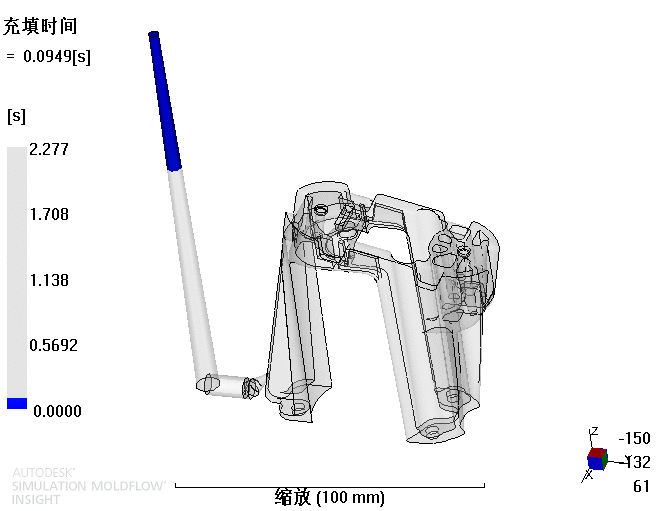 充填时间
= 0.0949[s]
[s]
2.277
1.708
1.138
0.5692
0.0000
Z
-150
Y
-132
X
61
AUTODESK®
SIMULATION MOLDFLOW®
INSIGHT
缩放 (100 mm)